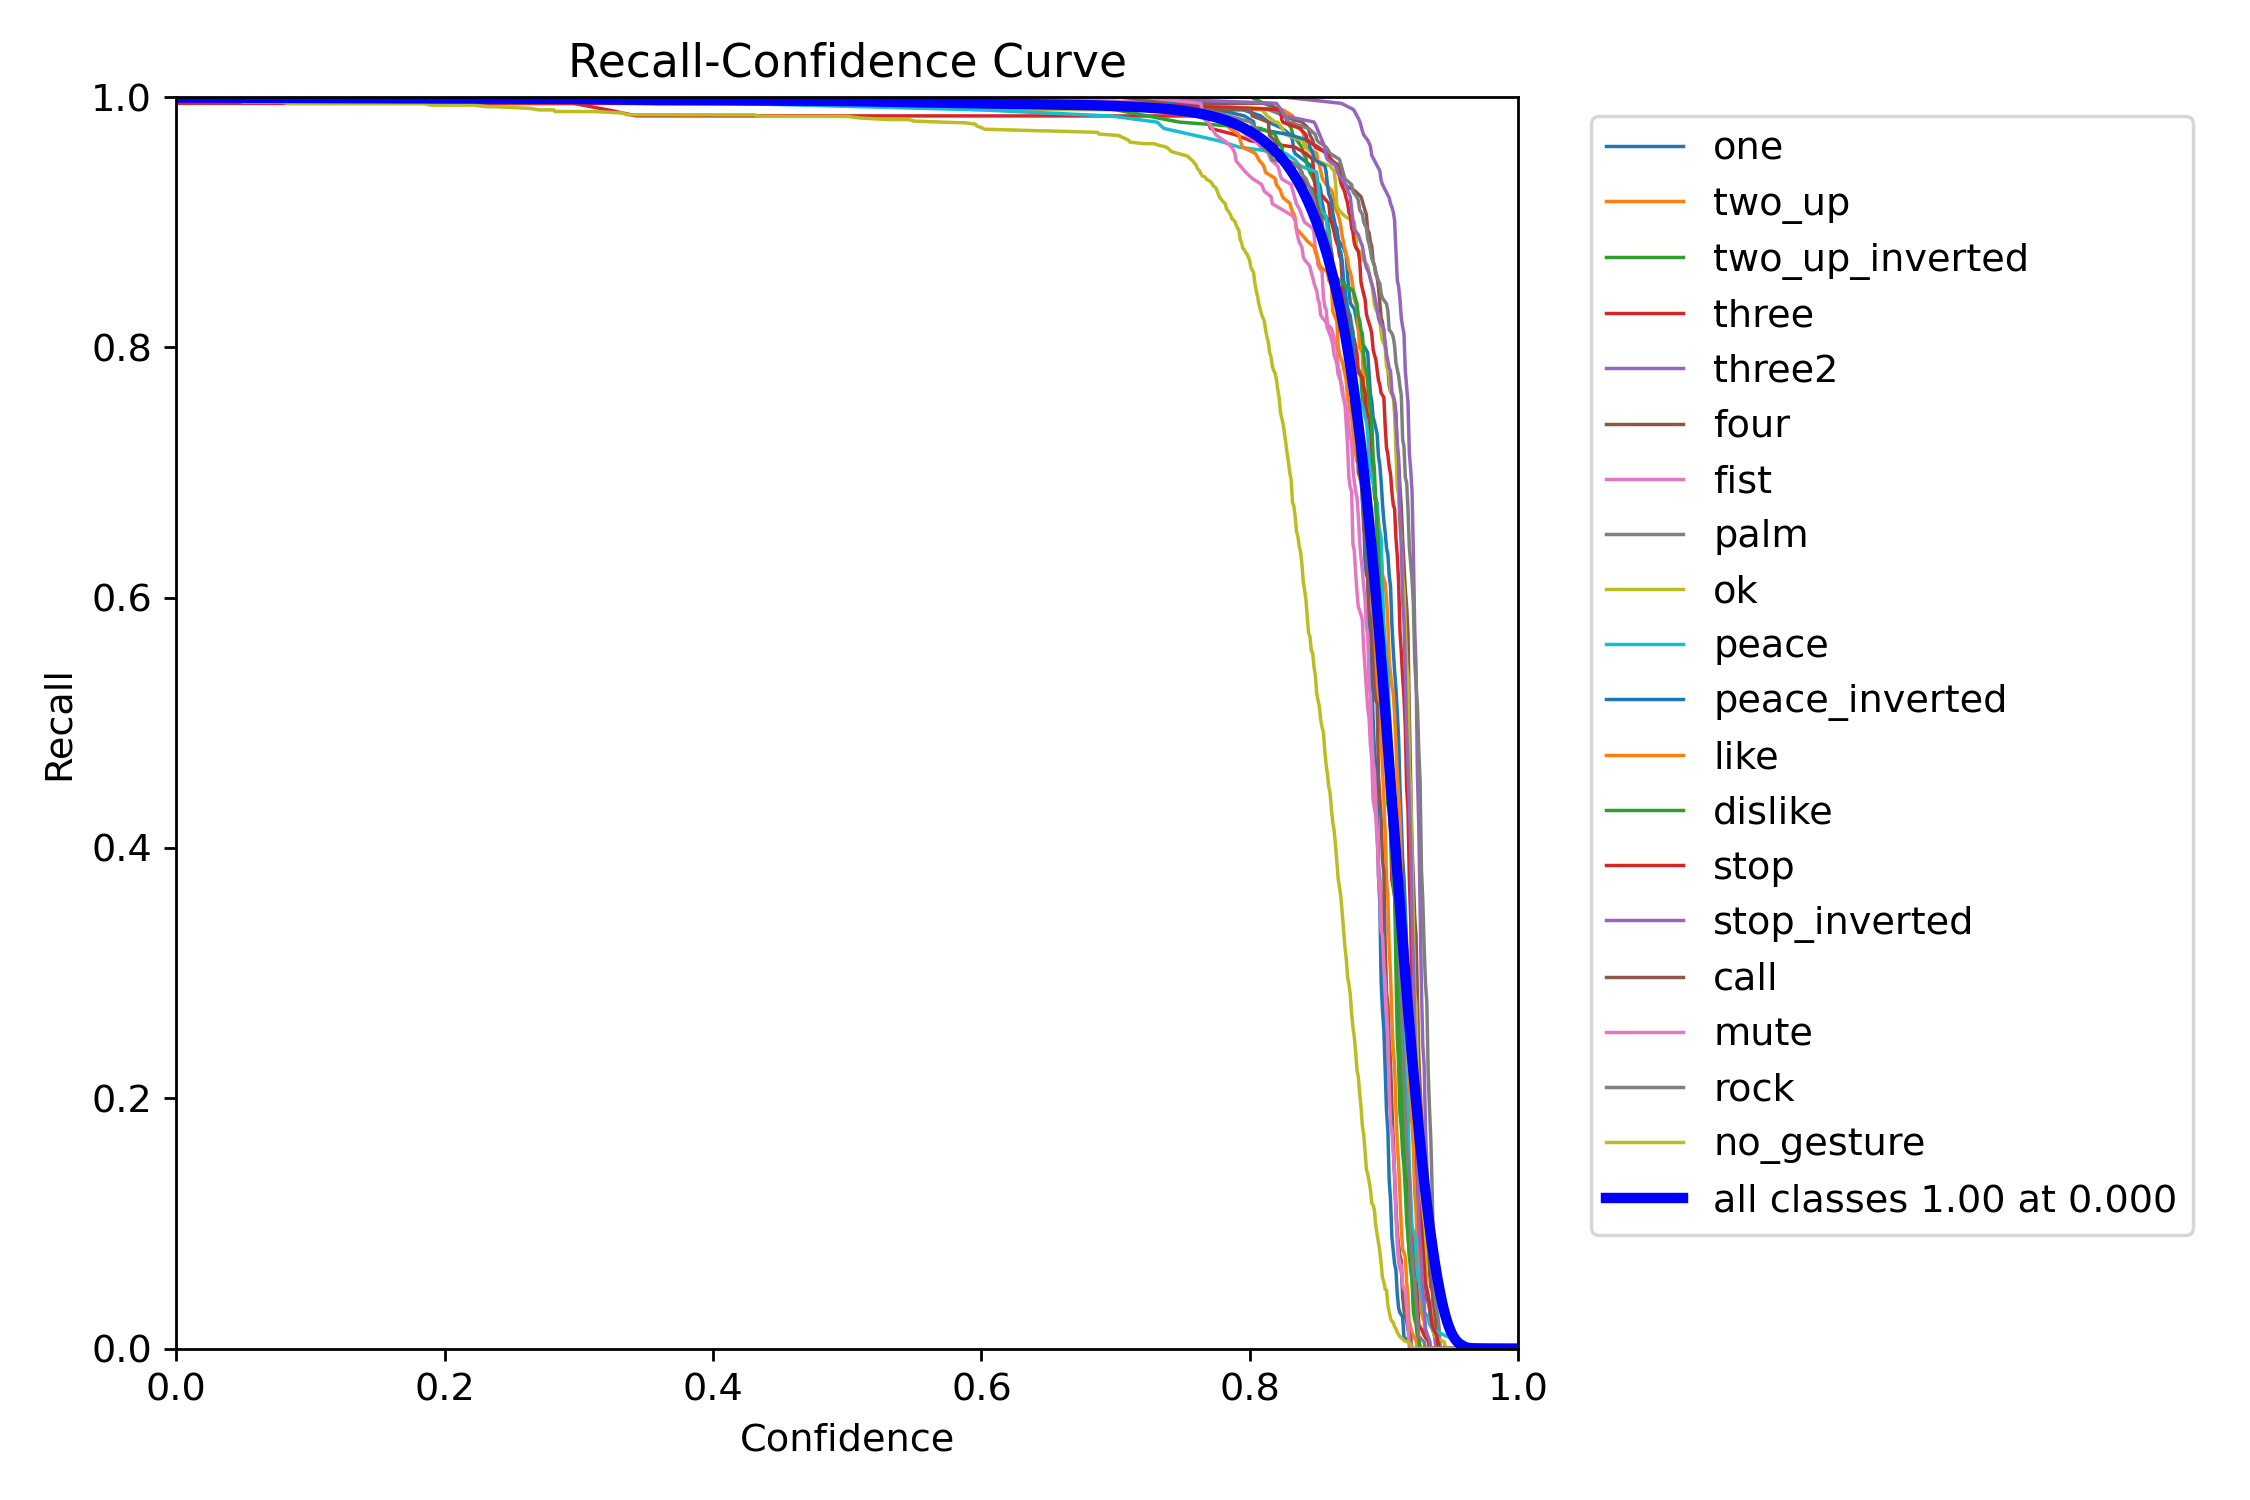 Recall-Confidence Curve
1.0
0.8
0.6
0.4
0.2
0.0
Recall
0.0 0.2 0.4 0.6 0.8 1.0
Confidence
one
two_up
two_up_inverted
three
three2
four
fist
palm
ok
peace
peace_inverted
like
dislike
stop
stop_inverted
call
mute
rock
no_gesture
all classes 1.00 at 0.000